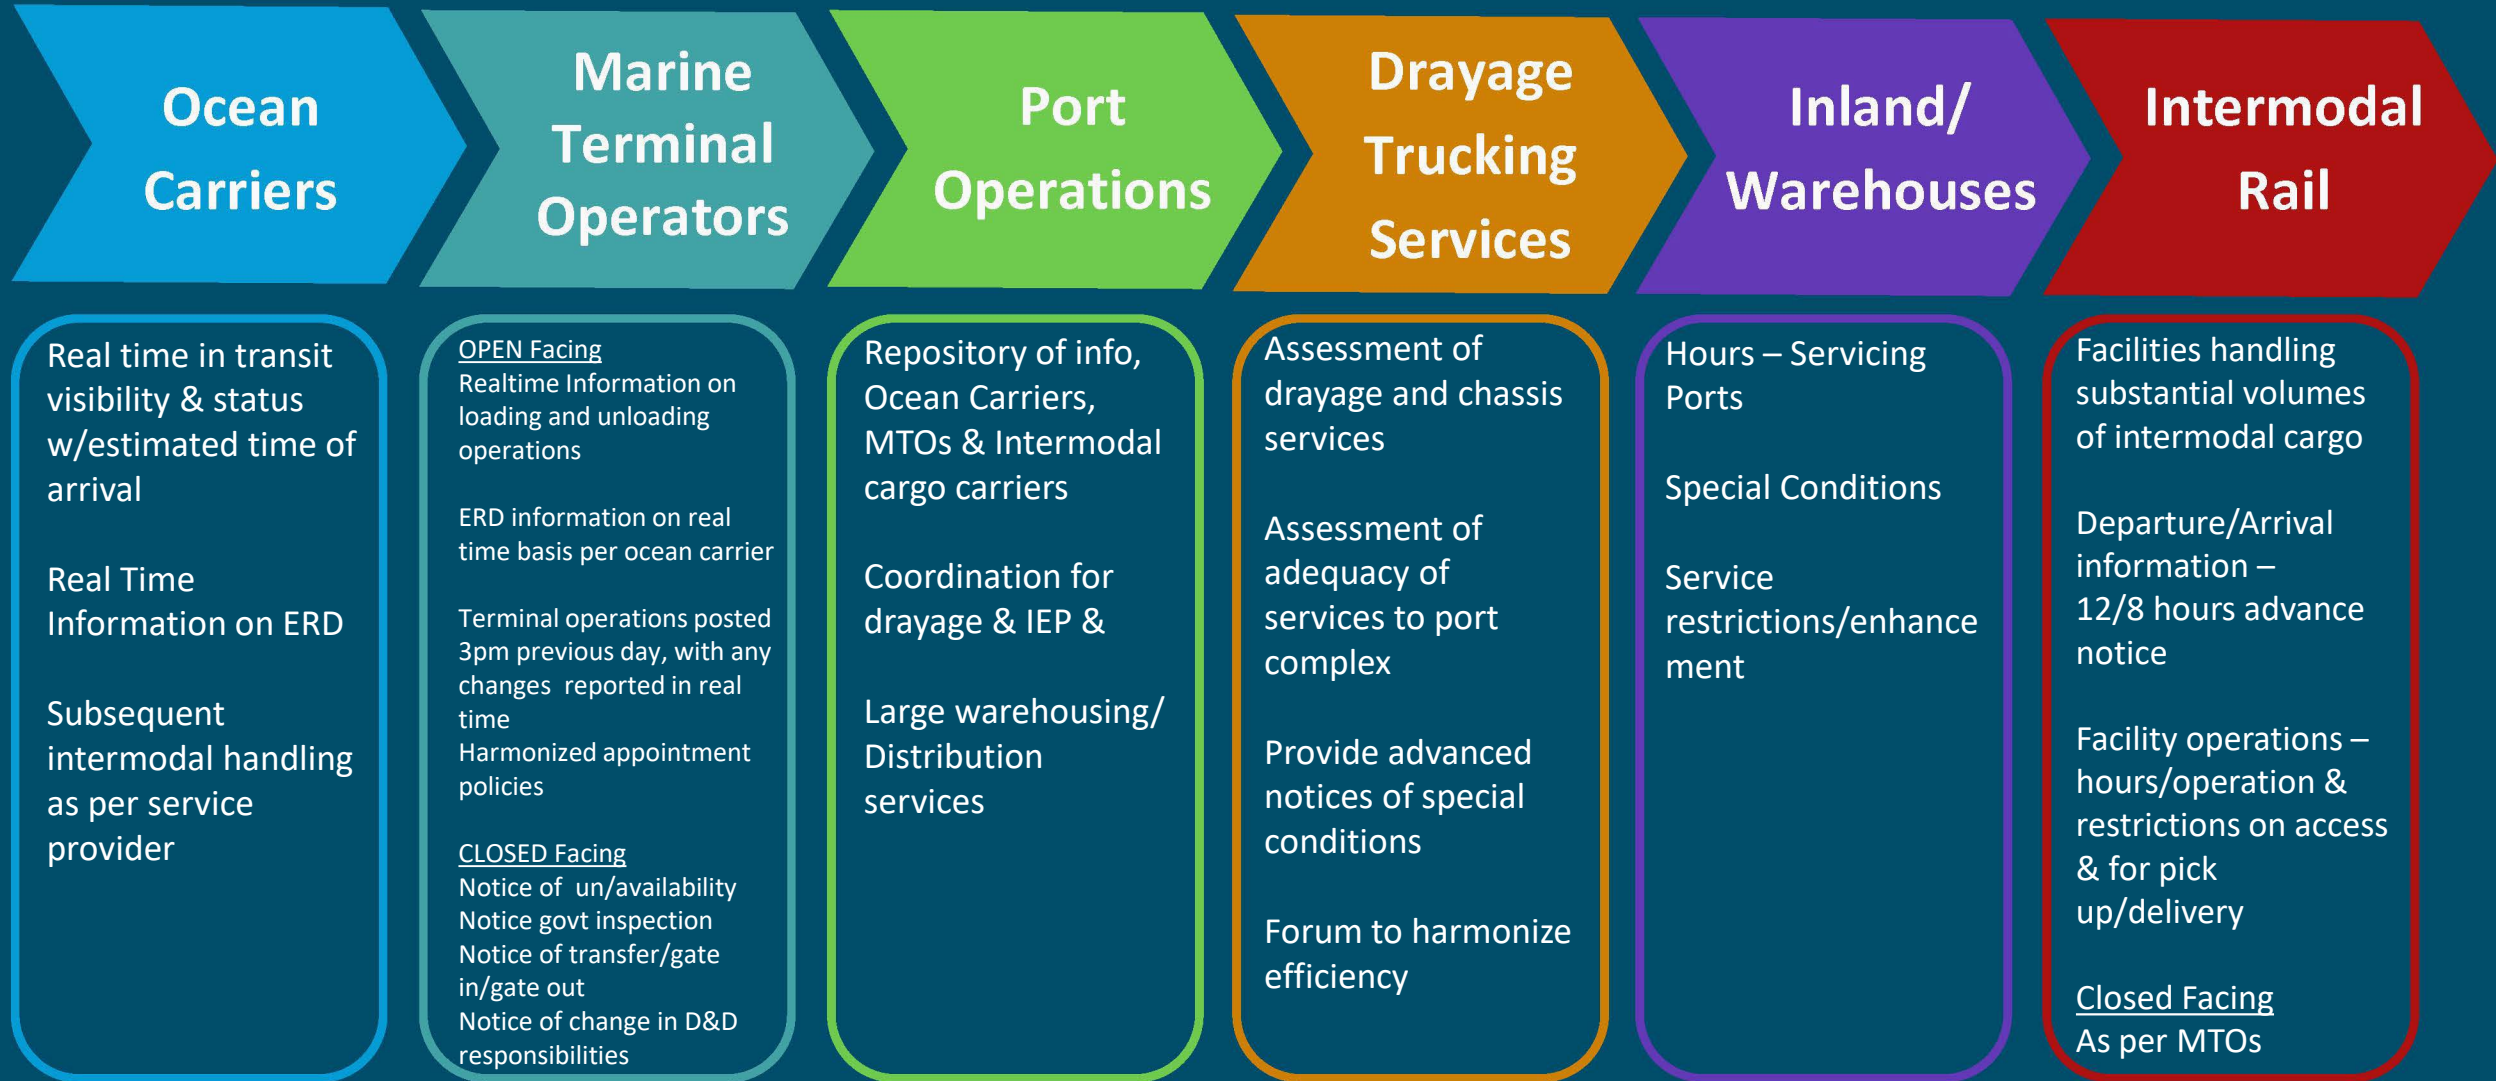 Ocean
Carriers
Marine
Terminal
Operators
Port
Operations
Drayage
Trucking
Services
Inland/
Warehouses
Intermodal
Rail
Real time in transit
visibility & status
w/estimated time of
arrival
Real Time
Information on ERD
Subsequent
intermodal handling
as per service
provider
OPEN Facing
Realtime Information on
loading and unloading
operations
ERD information on real
time basis per ocean carrier
Terminal operations posted
3pm previous day, with any
changes reported in real
time
Harmonized appointment
policies
CLOSED Facing
Notice of un/availability
Notice govt inspection
Notice of transfer/gate
in/gate out
Notice of change in D&D
responsibilities
Repository of info,
Ocean Carriers,
MTOs & Intermodal
cargo carriers
Coordination for
drayage & IEP &
Large warehousing/
Distribution
services
Assessment of
drayage and chassis
services
Assessment of
adequacy of
services to port
complex
Provide advanced
notices of special
conditions
Forum to harmonize
efficiency
Hours – Servicing
Ports
Special Conditions
Service
restrictions/enhance
ment
Facilities handling
substantial volumes
of intermodal cargo
Departure/Arrival
information –
12/8 hours advance
notice
Facility operations –
hours/operation &
restrictions on access
& for pick
up/delivery
Closed Facing
As per MTOs